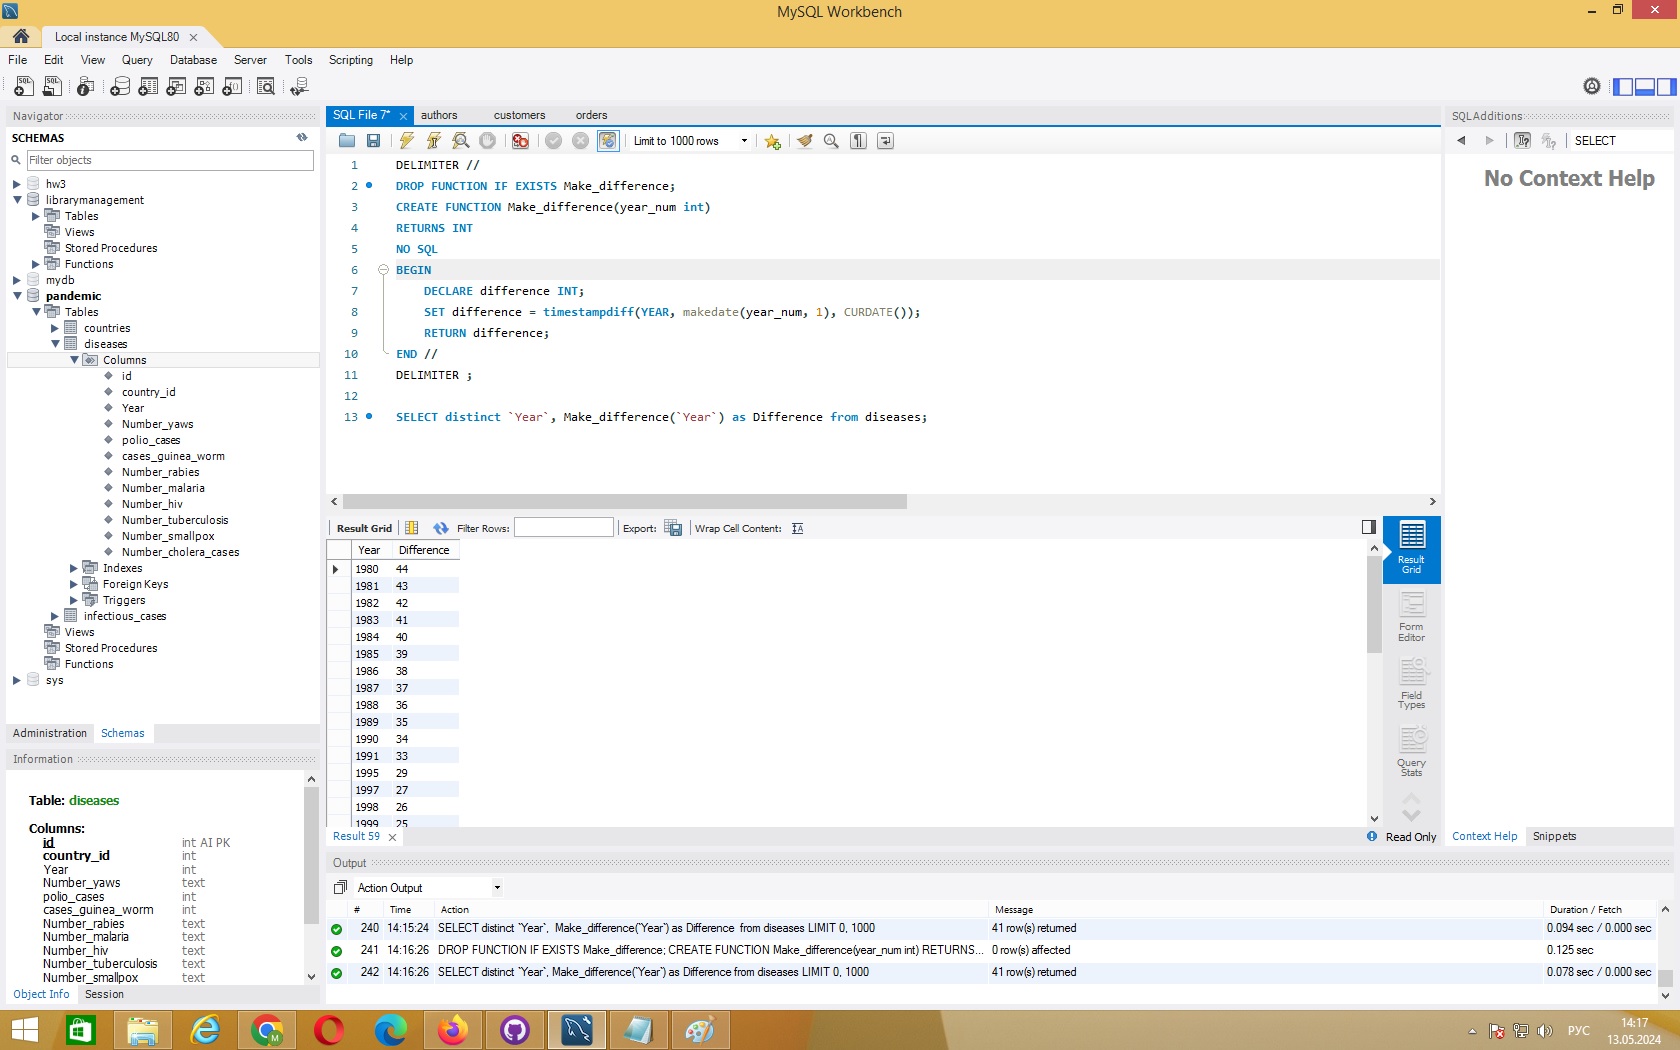 MySQL Workbench
Local instance MySQL80
File Edit View Query Database Server Tools Scripting Help
Navigator
SCHEMAS
Filter objects
hw3
librarymanagement
Tables
Views
Stored Procedures
Functions
mydb
pandemic
Tables
countries
diseases
Columns
id
country_id
Year
Number_yaws
polio_cases
cases_guinea_worm
Number_rabies
Number_malaria
Number_hiv
Number_tuberculosis
Number_smallpox
Number_cholera_cases
Indexes
Foreign Keys
Triggers
infectious_cases
Views
Stored Procedures
Functions
sys
Administration Schemas
Information
Table: diseases
Columns:
id int AI PK
country_id int
Year int
Number_yaws text
polio_cases int
cases_guinea_worm int
Number_rabies text
Number_malaria text
Number_hiv text
Number_tuberculosis text
Number_smallpox text
Object Info Session
SQL File 7* authors customers orders
Limit to 1000 rows
1 DELIMITER //
2 DROP FUNCTION IF EXISTS Make_difference;
3 CREATE FUNCTION Make_difference(year_num int)
4 RETURNS INT
5 NO SQL
6 BEGIN
7 DECLARE difference INT;
8 SET difference = timestampdiff(YEAR, makedate(year_num, 1), CURDATE());
9 RETURN difference;
10 END //
11 DELIMITER ;
12
13 SELECT distinct `Year`, Make_difference(`Year`) as Difference from diseases;
Result Grid Filter Rows: Export: Wrap Cell Content:
Year Difference
1980 44
1981 43
1982 42
1983 41
1984 40
1985 39
1986 38
1987 37
1988 36
1989 35
1990 34
1991 33
1995 29
1997 27
1998 26
1999 25
Result Grid
Form Editor
Field Types
Query Stats
Result 59
Read Only
SQLAdditions
SELECT
No Context Help
Context Help Snippets
Output
Action Output
# Time Action Message Duration / Fetch
240 14:15:24 SELECT distinct `Year`, Make_difference(`Year`) as Difference from diseases LIMIT 0, 1000 41 row(s) returned 0.094 sec / 0.000 sec
241 14:16:26 DROP FUNCTION IF EXISTS Make_difference; CREATE FUNCTION Make_difference(year_num int) RETURNS... 0 row(s) affected 0.125 sec
242 14:16:26 SELECT distinct `Year`, Make_difference(`Year`) as Difference from diseases LIMIT 0, 1000 41 row(s) returned 0.078 sec / 0.000 sec
РУС
14:17
13.05.2024